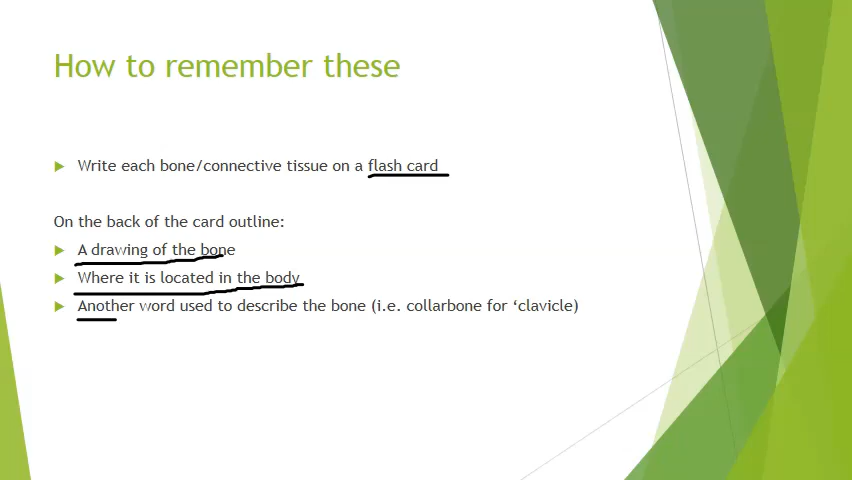 How to remember these
Write each bone/connective tissue on a flash card
On the back of the card outline:
A drawing of the bone
Where it is located in the body
Another word used to describe the bone (i.e. collarbone for ‘clavicle)